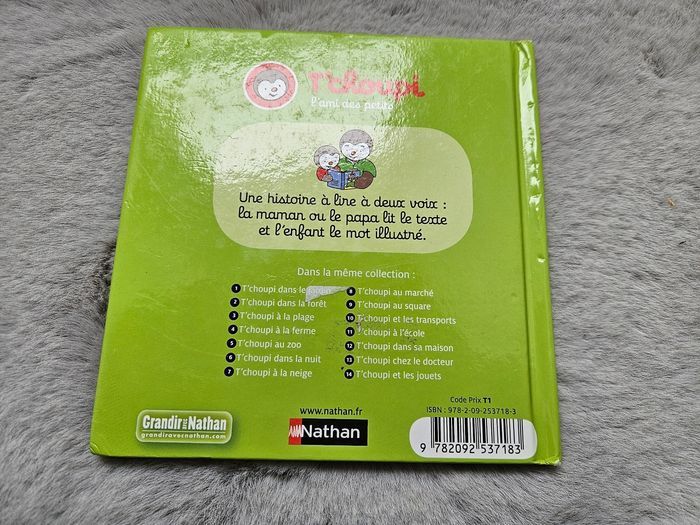 T'choupi
l'ami des petits
Une histoire à lire à deux voix :
la maman ou le papa lit le texte
et l'enfant le mot illustré.
Dans la même collection :
1 T'choupi dans le
2 T'choupi dans la forêt
3 T'choupi à la plage
4 T'choupi à la ferme
5 T'choupi au zoo
6 T'choupi dans la nuit
7 T'choupi à la neige
8 T'choupi au marché
9 T'choupi au square
10 T'choupi et les transports
11 T'choupi à l'école
12 T'choupi dans sa maison
13 T'choupi chez le docteur
14 T'choupi et les jouets
Grandir avec Nathan
grandiravecnathan.com
www.nathan.fr
Nathan
Code Prix T1
ISBN : 978-2-09-253718-3
9 782092 537183